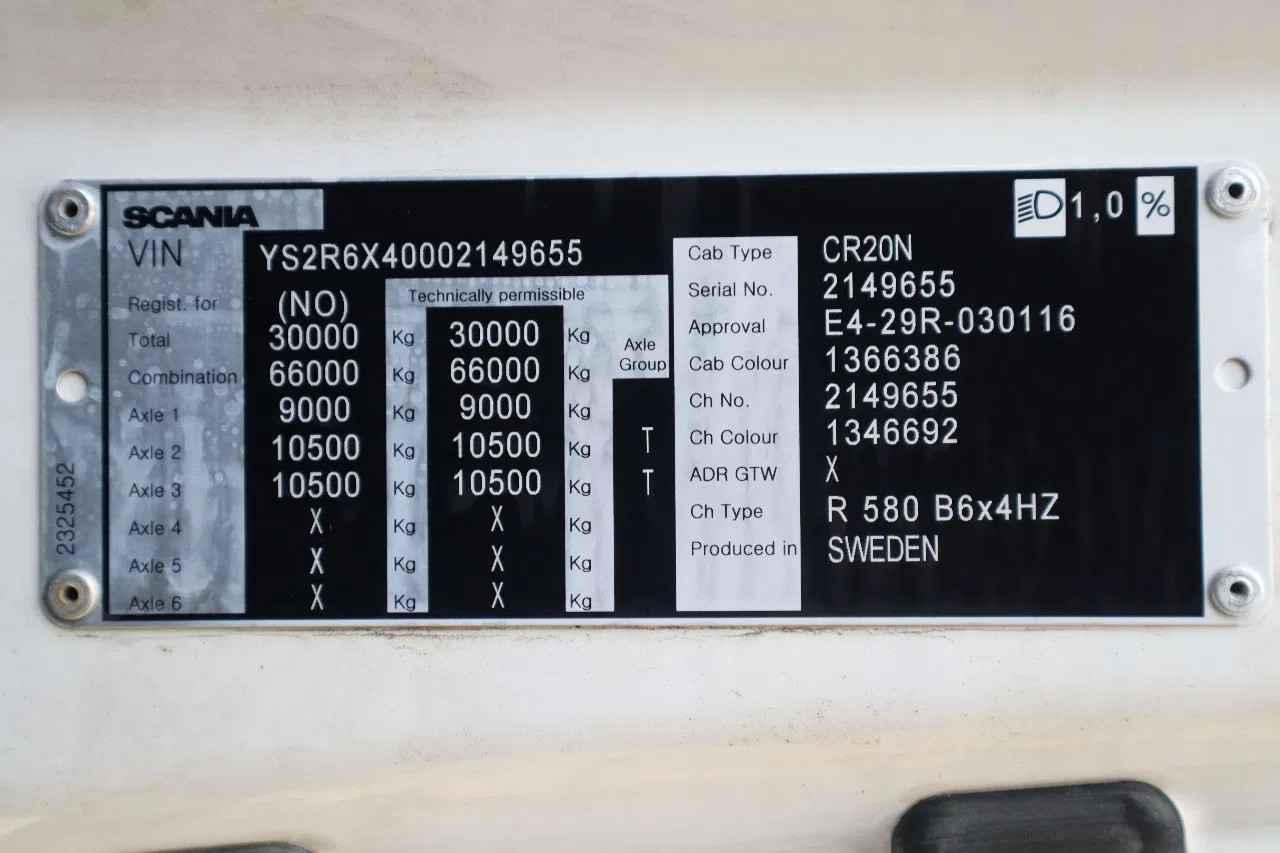 SCANIA
1,0 %
VIN YS2R6X40002149655
Regist. for (NO) Technically permissible
Total 30000 Kg 30000 Kg Axle Group
Combination 66000 Kg 66000 Kg
Axle 1 9000 Kg 9000 Kg
Axle 2 10500 Kg 10500 Kg T
Axle 3 10500 Kg 10500 Kg T
Axle 4 X Kg X Kg
Axle 5 X Kg X Kg
Axle 6 X Kg X Kg
Cab Type CR20N
Serial No. 2149655
Approval E4-29R-030116
Cab Colour 1366386
Ch No. 2149655
Ch Colour 1346692
ADR GTW X
Ch Type R 580 B6x4HZ
Produced in SWEDEN
2325452